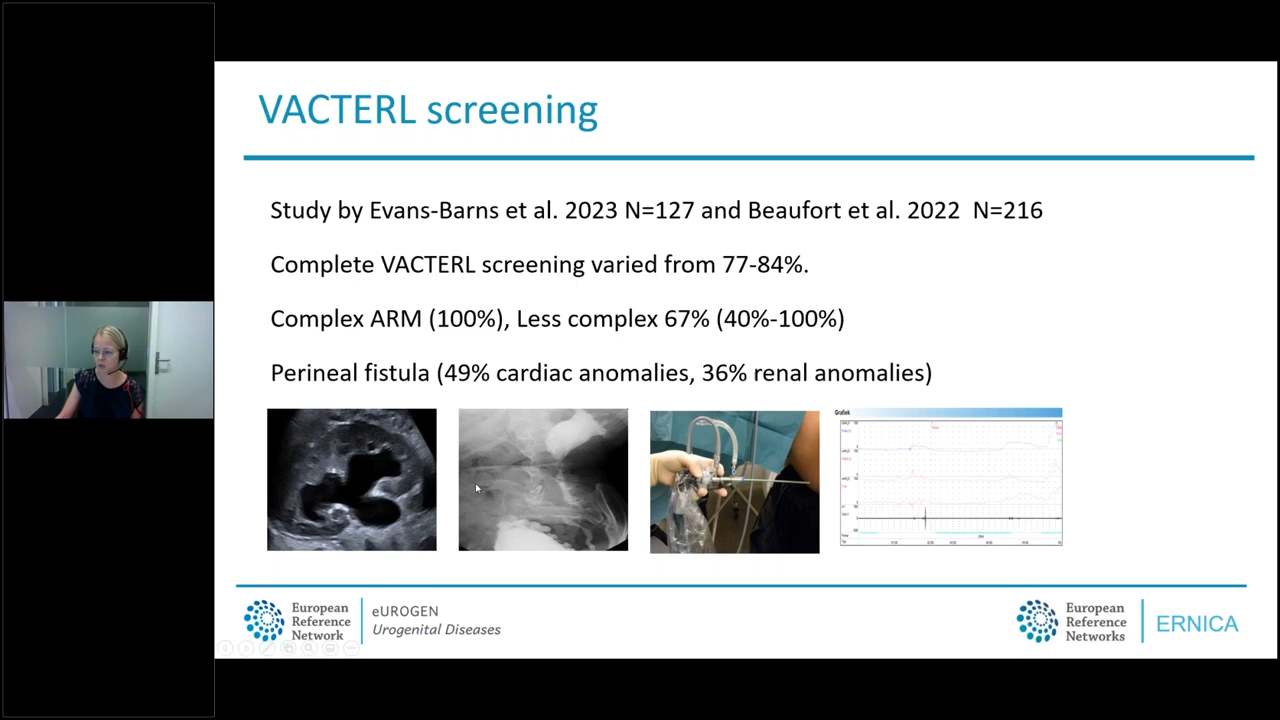 VACTERL screening
Study by Evans-Barns et al. 2023 N=127 and Beaufort et al. 2022 N=216
Complete VACTERL screening varied from 77-84%.
Complex ARM (100%), Less complex 67% (40%-100%)
Perineal fistula (49% cardiac anomalies, 36% renal anomalies)
Grafiek
European
Reference
Network
eUROGEN
Urogenital Diseases
European
Reference
Networks
ERNICA